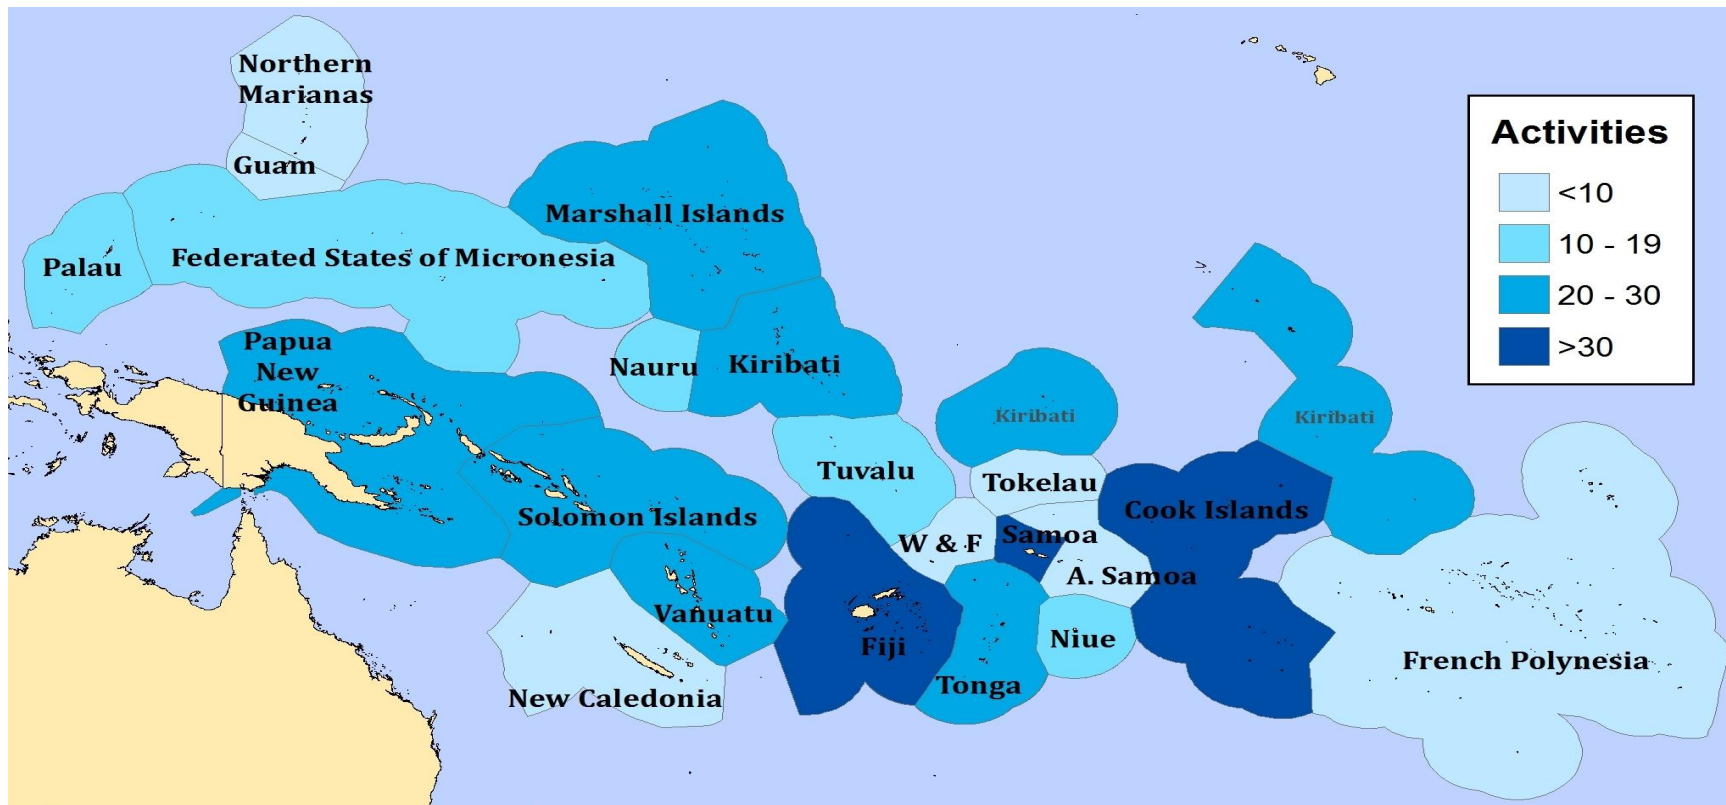 Northern
Marianas
Guam
Marshall Islands
Federated States of Micronesia
Palau
Papua
New
Guinea
Nauru
Kiribati
Kiribati
Kiribati
Tuvalu
Tokelau
Solomon Islands
Cook Islands
W & F
Samoa
A. Samoa
Vanuatu
Fiji
Niue
Tonga
New Caledonia
French Polynesia
Activities
<10
10 - 19
20 - 30
>30